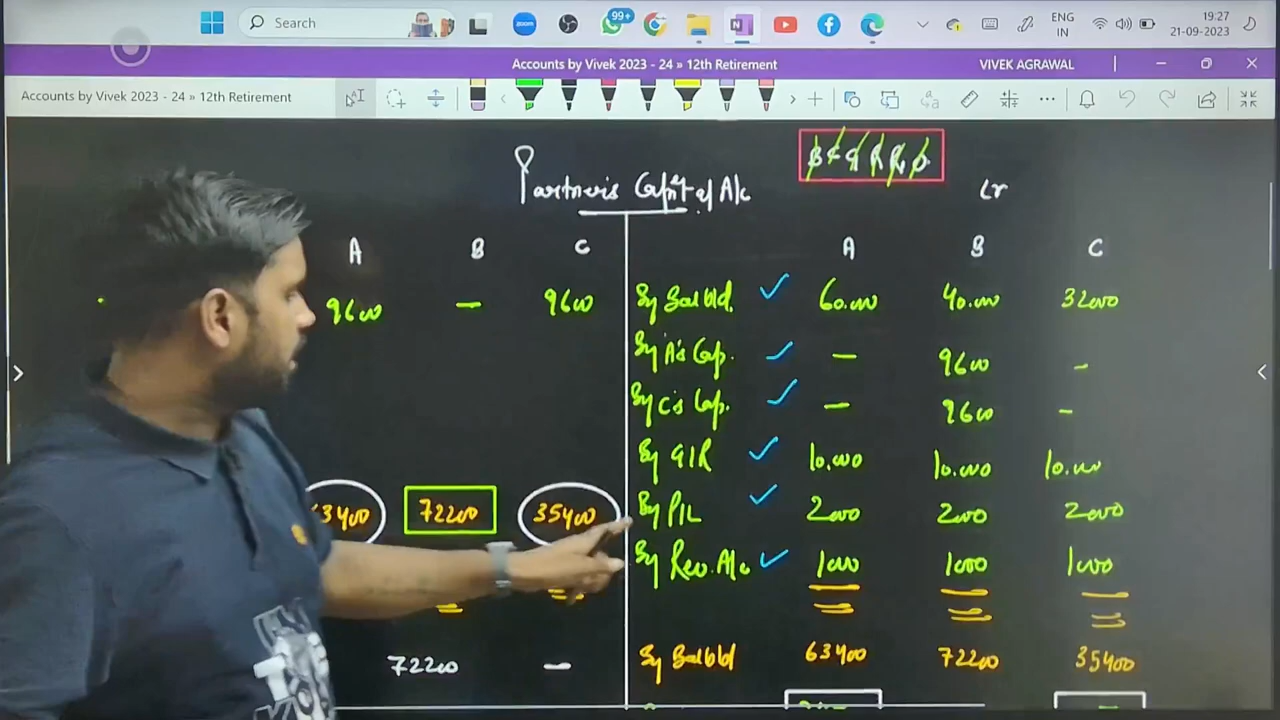 Search
99+
zoom
ENG
IN
19:27
21-09-2023
Accounts by Vivek 2023 - 24 » 12th Retirement
VIVEK AGRAWAL
Accounts by Vivek 2023 - 24 » 12th Retirement
Partner's Capital A/c
Cr
A B C A B C
9600 — 9600 By Bal b/d. 60,000 40,000 32000
By A's Cap. — 9600 -
By C's Cap. — 9600 -
By G/R 10,000 10,000 10,000
63400 72200 35400 By P/L 2000 2000 2000
By Rev. A/c 1000 1000 1000
72200 — By Bal b/d 63400 72200 35400